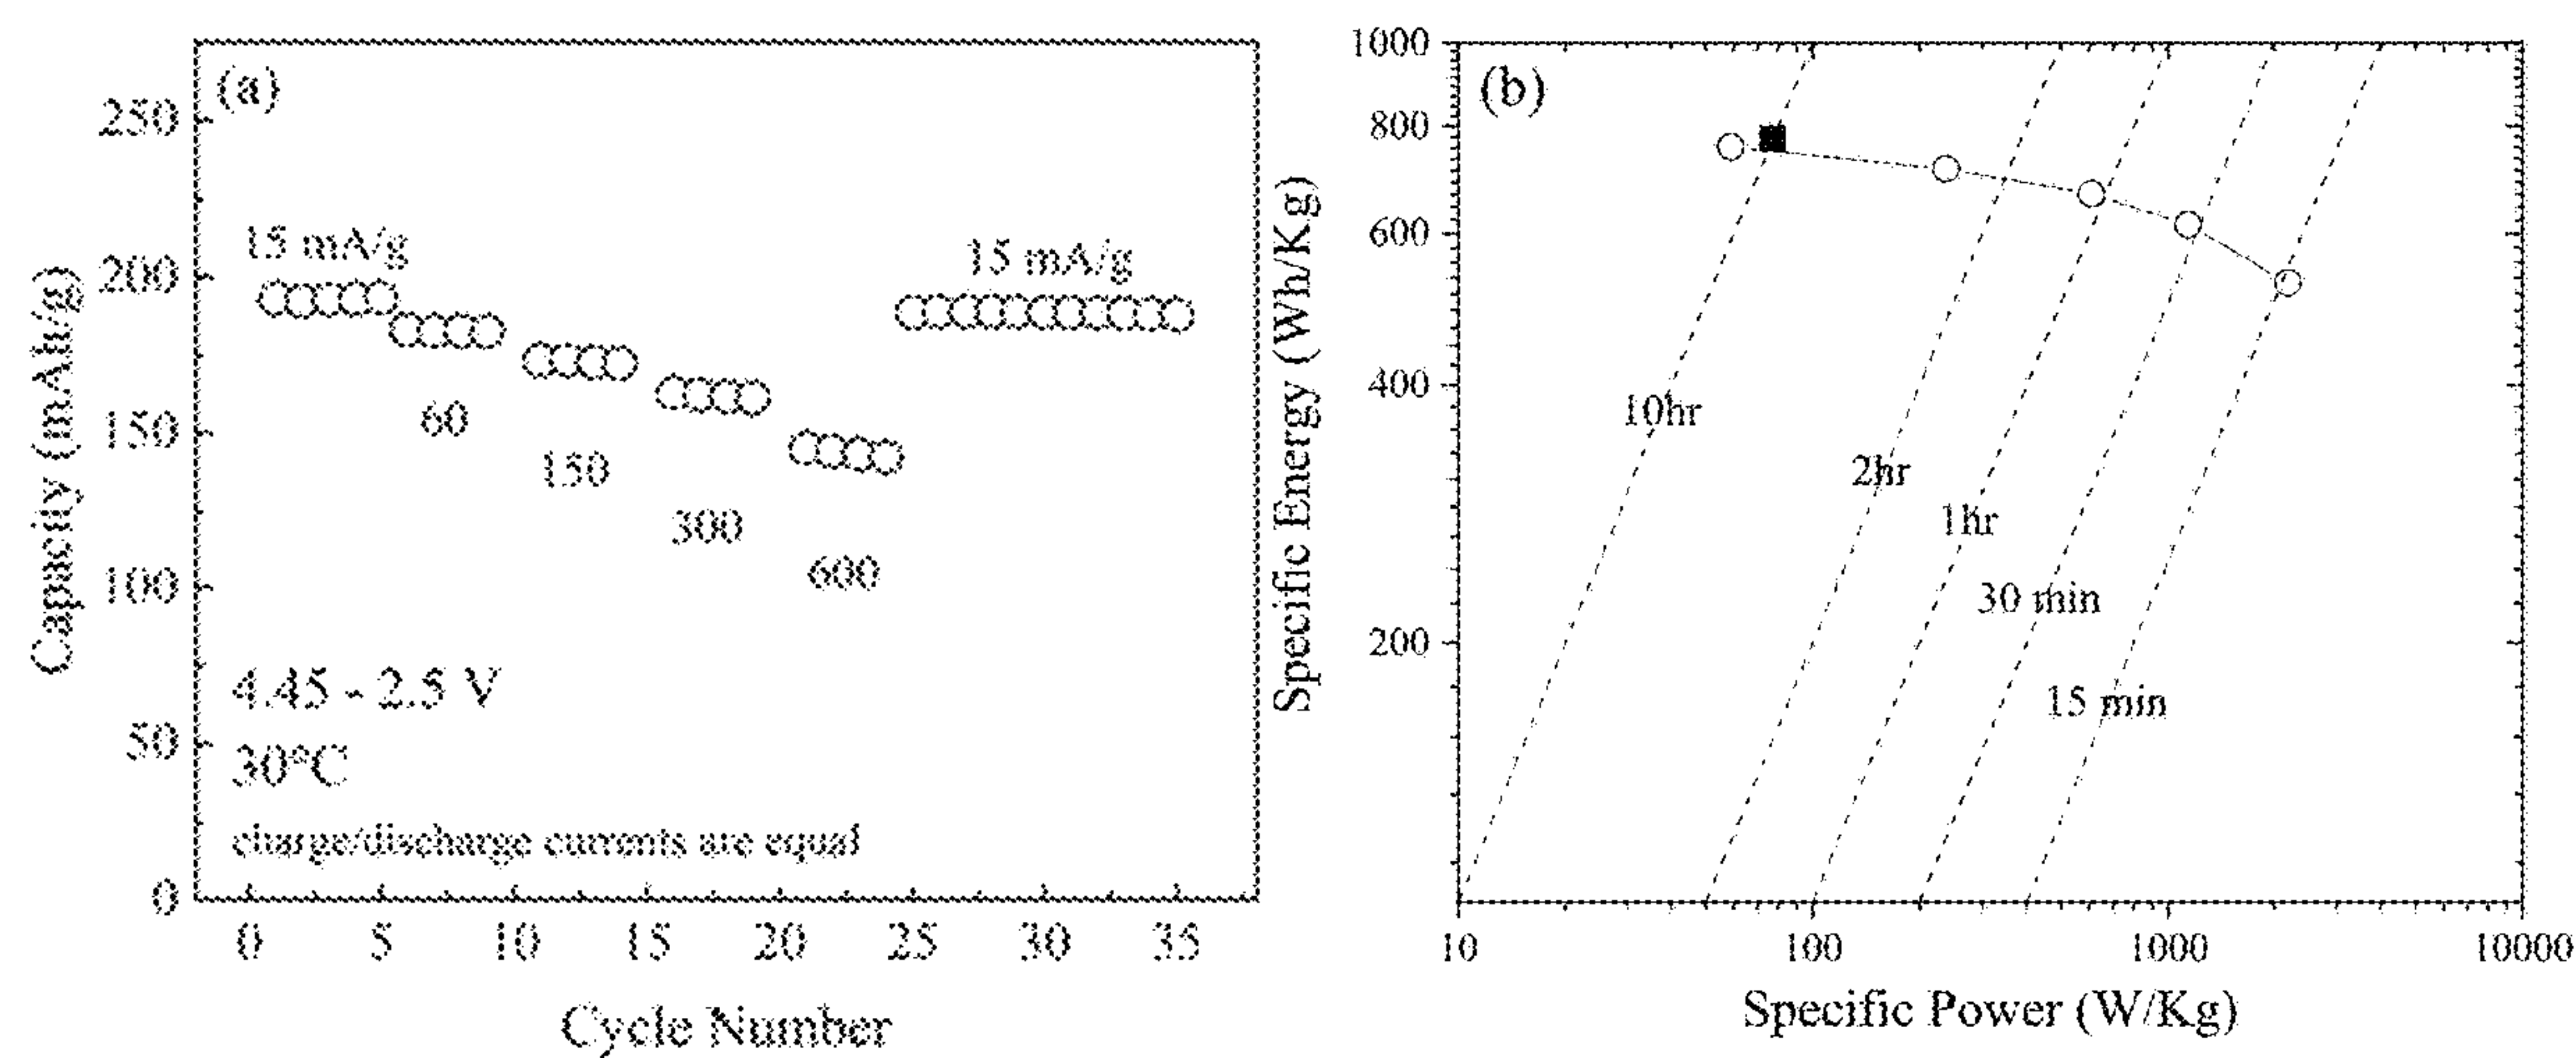 (a)
250
200
150
100
50
0
Capacity (mAh/g)
15 mA/g
60
150
300
600
15 mA/g
4.45 - 2.5 V
30°C
charge/discharge currents are equal
0 5 10 15 20 25 30 35
Cycle Number
(b)
1000
800
600
400
200
Specific Energy (Wh/Kg)
10hr
2hr
1hr
30 min
15 min
10 100 1000 10000
Specific Power (W/Kg)